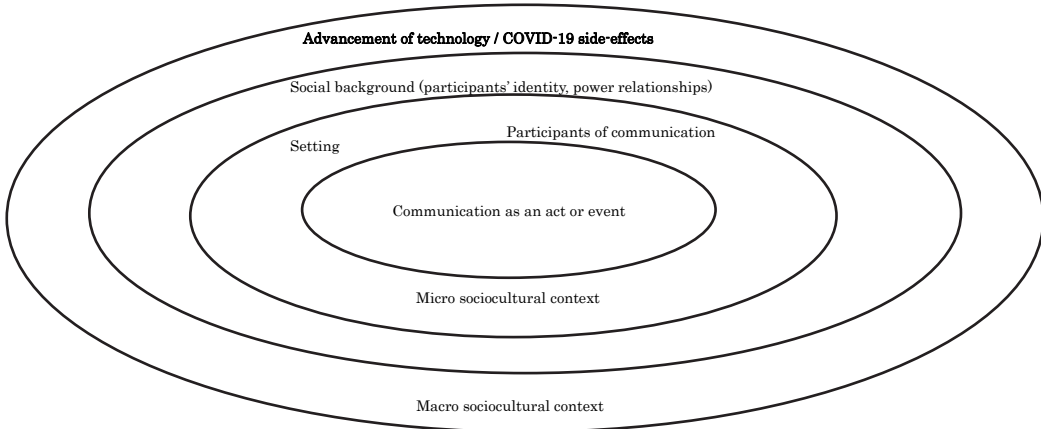 Advancement of technology / COVID-19 side-effects
Social background (participants' identity, power relationships)
Participants of communication
Setting
Communication as an act or event
Micro sociocultural context
Macro sociocultural context